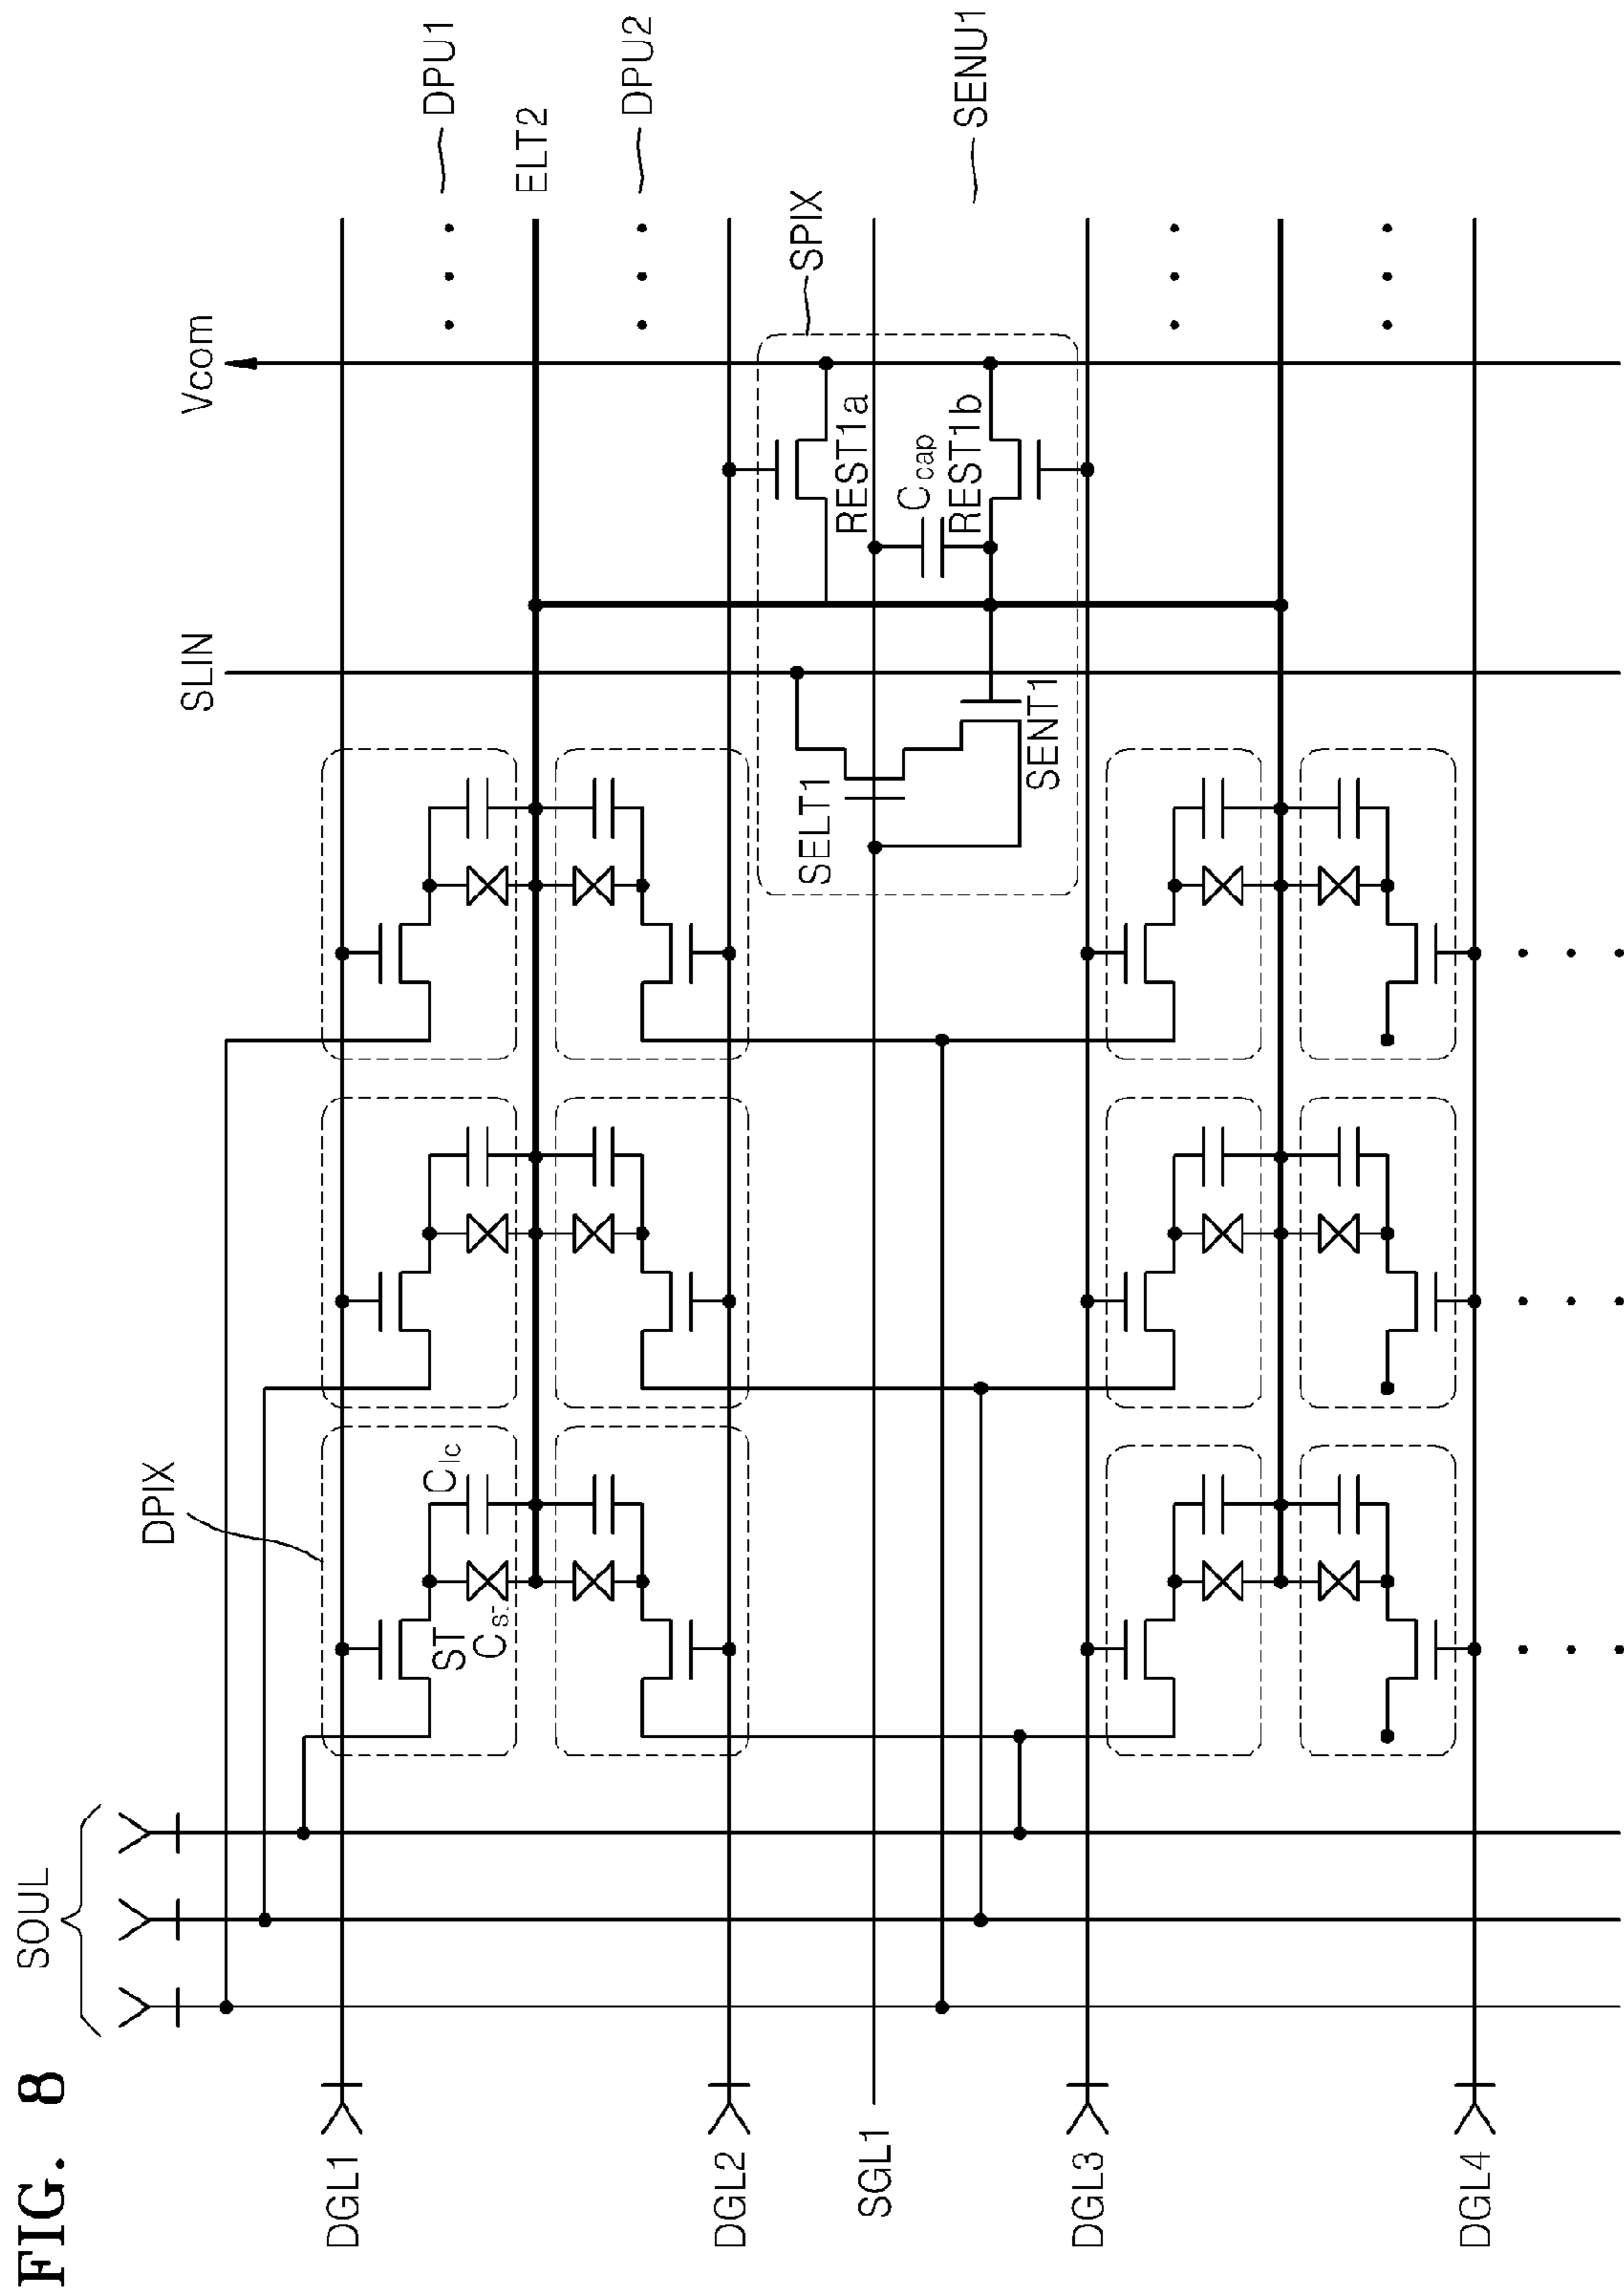 FIG. 8
SOUL
DPIX
SLIN
Vcom
DGL1
ST
Clc
DPU1
ELT2
DPU2
DGL2
SPIX
SELT1
REST1a
SGL1
Ccap
REST1b
SENU1
SENT1
DGL3
DGL4